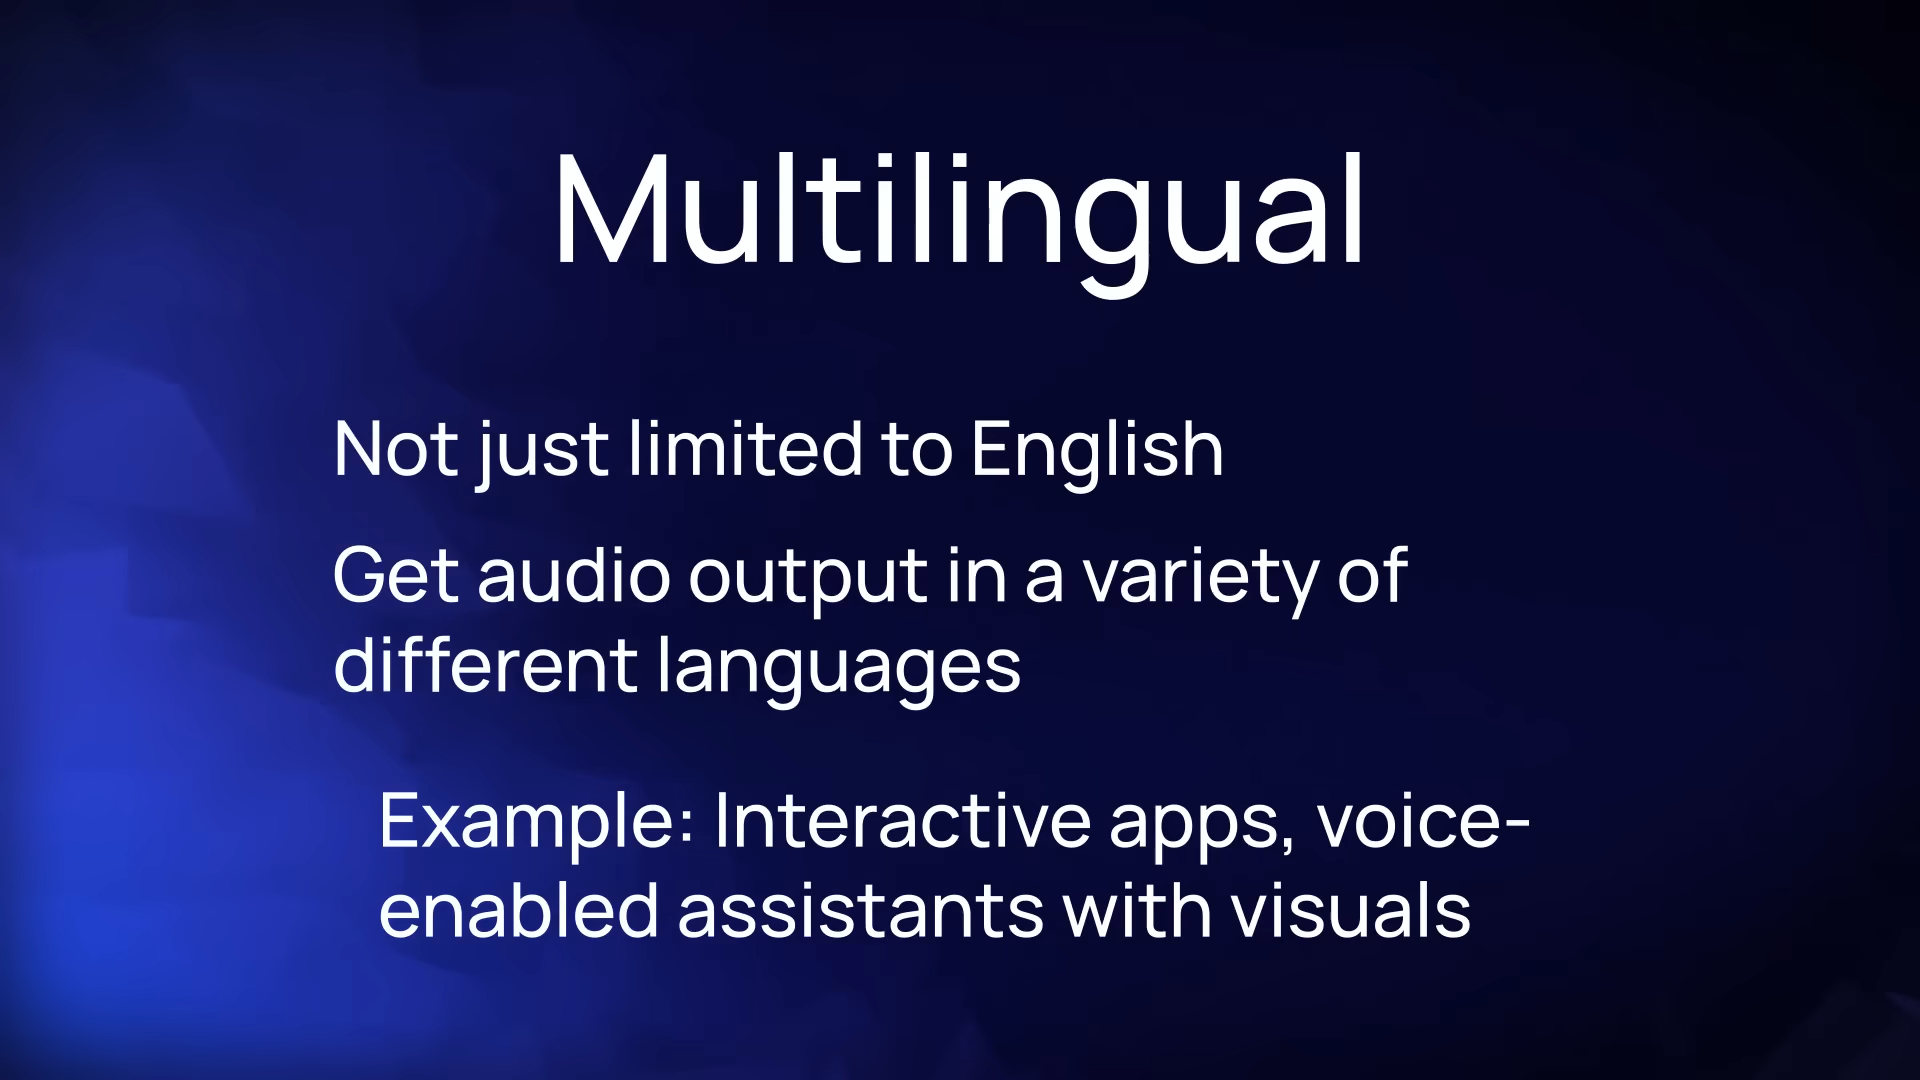 Multilingual
Not just limited to English
Get audio output in a variety of
different languages
Example: Interactive apps, voice-
enabled assistants with visuals